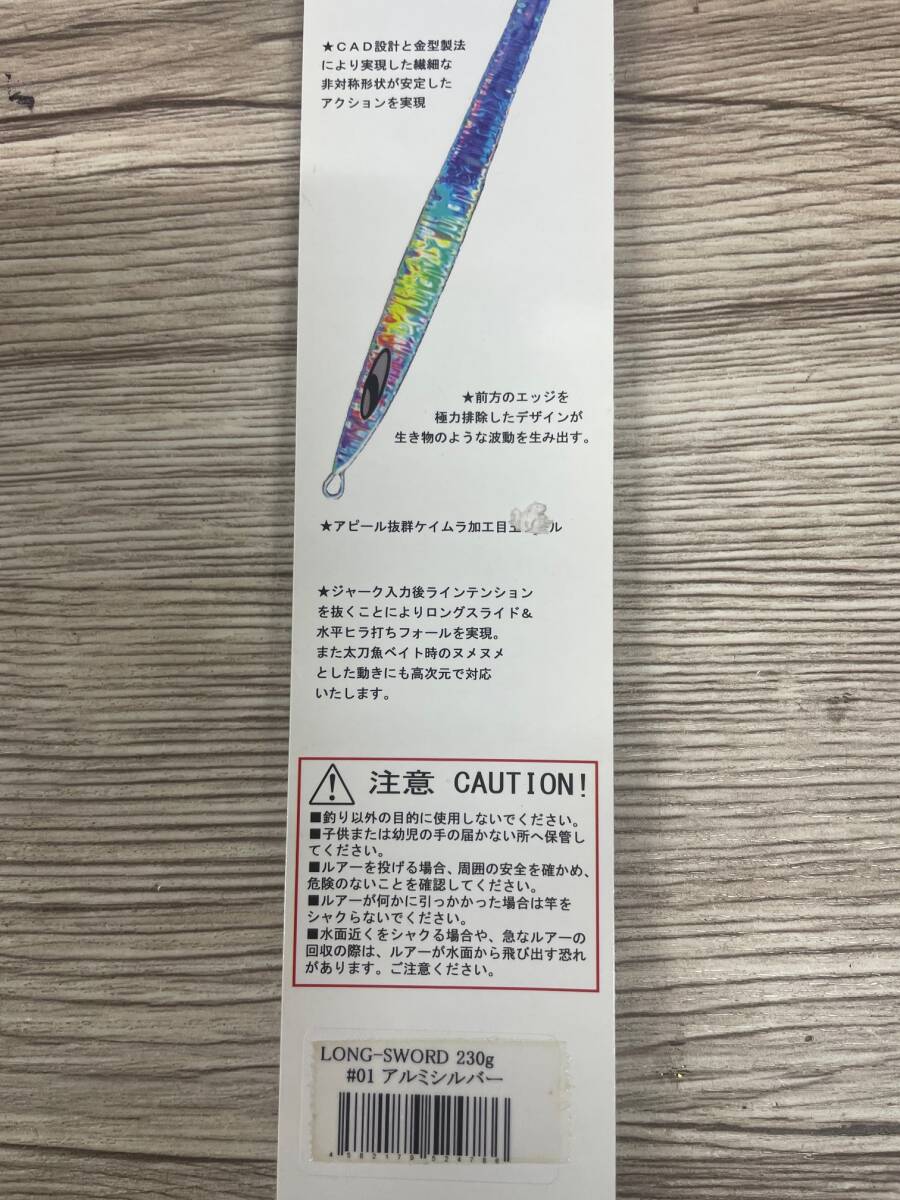 ★CAD設計と金型製法
により実現した繊細な
非対称形状が安定した
アクションを実現
★前方のエッジを
極力排除したデザインが
生き物のような波動を生み出す。
★アピール抜群ケイムラ加工目玉 ル
★ジャーク入力後ラインテンション
を抜くことによりロングスライド＆
水平ヒラ打ちフォールを実現。
また太刀魚ベイト時のヌメヌメ
とした動きにも高次元で対応
いたします。
注意 CAUTION!
■釣り以外の目的に使用しないでください。
■子供または幼児の手の届かない所へ保管し
てください。
■ルアーを投げる場合、周囲の安全を確かめ、
危険のないことを確認してください。
■ルアーが何かに引っかかった場合は竿を
シャクらないでください。
■水面近くをシャクる場合や、急なルアーの
回収の際は、ルアーが水面から飛び出す恐れ
があります。ご注意ください。
LONG-SWORD 230g
#01 アルミシルバー